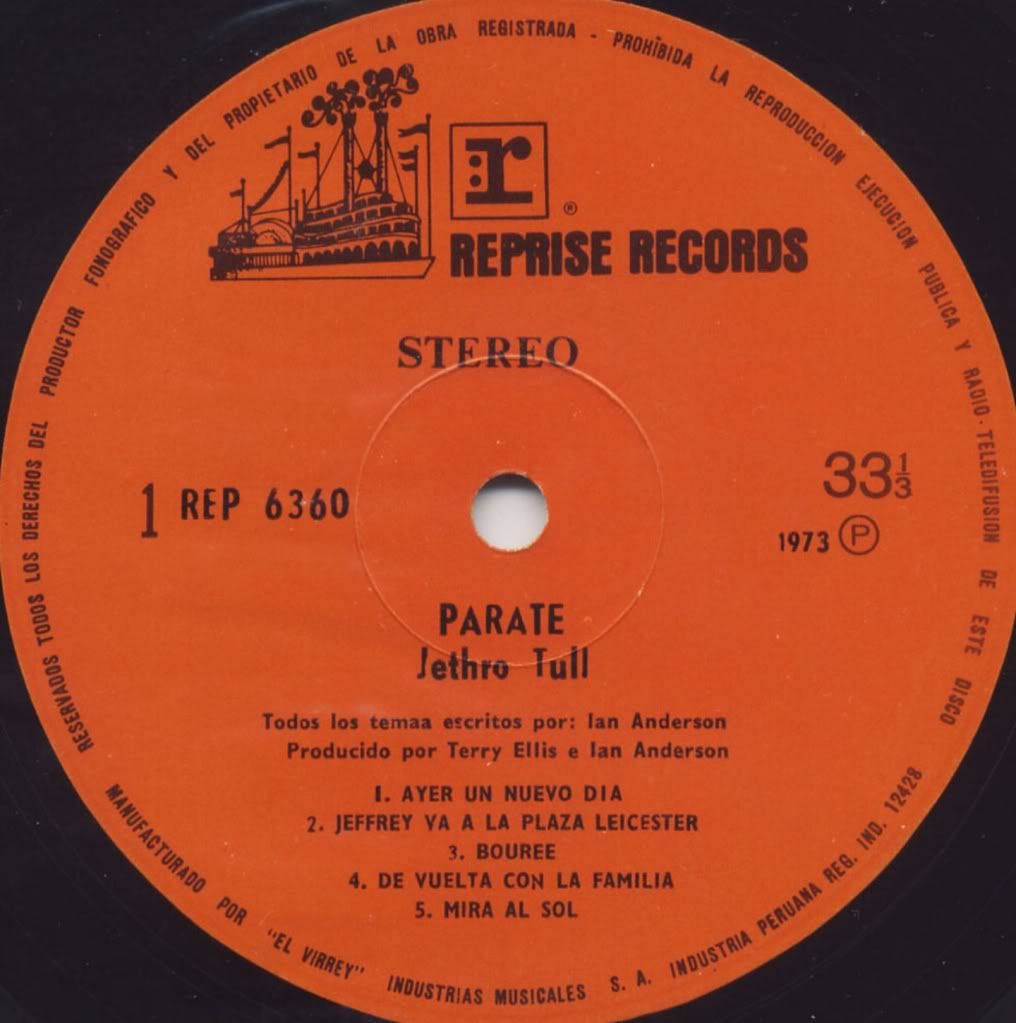 RESERVADOS TODOS LOS DERECHOS DEL PRODUCTOR FONOGRAFICO Y DEL PROPIETARIO DE LA OBRA REGISTRADA - PROHIBIDA LA REPRODUCCION EJECUCION PUBLICA Y RADIO-TELEDIFUSION DE ESTE DISCO
r ®
REPRISE RECORDS
STEREO
1 REP 6360
33 1/3
1973 Ⓟ
PARATE
Jethro Tull
Todos los temaa escritos por: Ian Anderson
Producido por Terry Ellis e Ian Anderson
1. AYER UN NUEVO DIA
2. JEFFREY VA A LA PLAZA LEICESTER
3. BOUREE
4. DE VUELTA CON LA FAMILIA
5. MIRA AL SOL
MANUFACTURADO POR "EL VIRREY" INDUSTRIAS MUSICALES S. A. INDUSTRIA PERUANA REG. IND. 12428